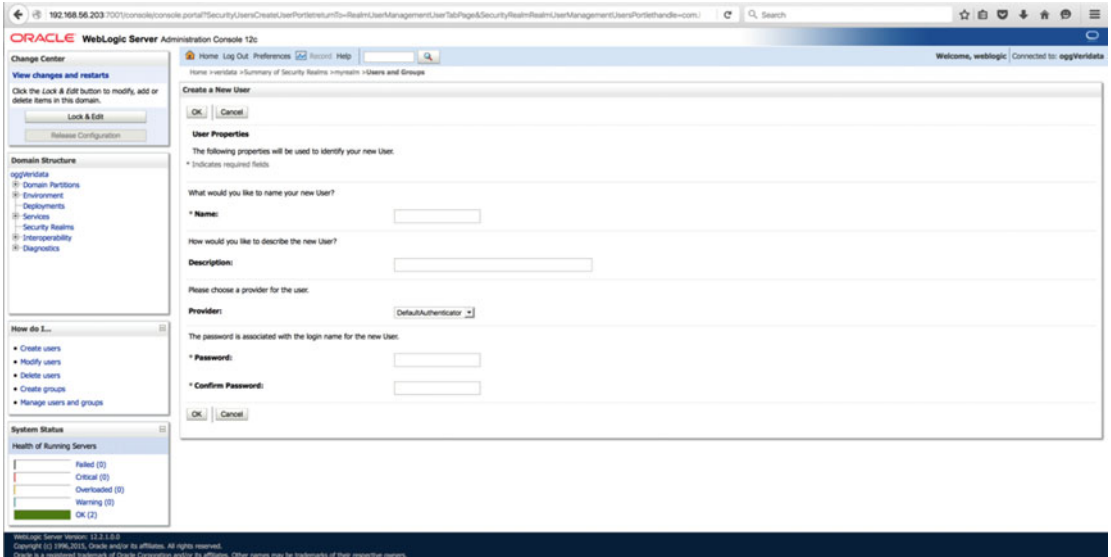 192.168.56.203:7001/console/console.portal?SecurityUsersCreateUserPortletreturnTo=RealmUserManagementUserTabPage&SecurityRealmRealmUserManagementUsersPortlethandle=com.
Search
ORACLE WebLogic Server Administration Console 12c
Change Center
View changes and restarts
Click the Lock & Edit button to modify, add or
delete items in this domain.
Lock & Edit
Release Configuration
Domain Structure
oggVeridata
Domain Partitions
Environment
Deployments
Services
Security Realms
Interoperability
Diagnostics
How do I...
Create users
Modify users
Delete users
Create groups
Manage users and groups
System Status
Health of Running Servers
Failed (0)
Critical (0)
Overloaded (0)
Warning (0)
OK (2)
Home Log Out Preferences Record Help
Welcome, weblogic Connected to: oggVeridata
Home >veridata >Summary of Security Realms >myrealm >Users and Groups
Create a New User
OK Cancel
User Properties
The following properties will be used to identify your new User.
* Indicates required fields
What would you like to name your new User?
* Name:
How would you like to describe the new User?
Description:
Please choose a provider for the user.
Provider: DefaultAuthenticator
The password is associated with the login name for the new User.
* Password:
* Confirm Password:
OK Cancel
WebLogic Server Version: 12.2.1.0.0
Copyright (c) 1996,2015, Oracle and/or its affiliates. All rights reserved.
Oracle is a registered trademark of Oracle Corporation and/or its affiliates. Other names may be trademarks of their respective owners.